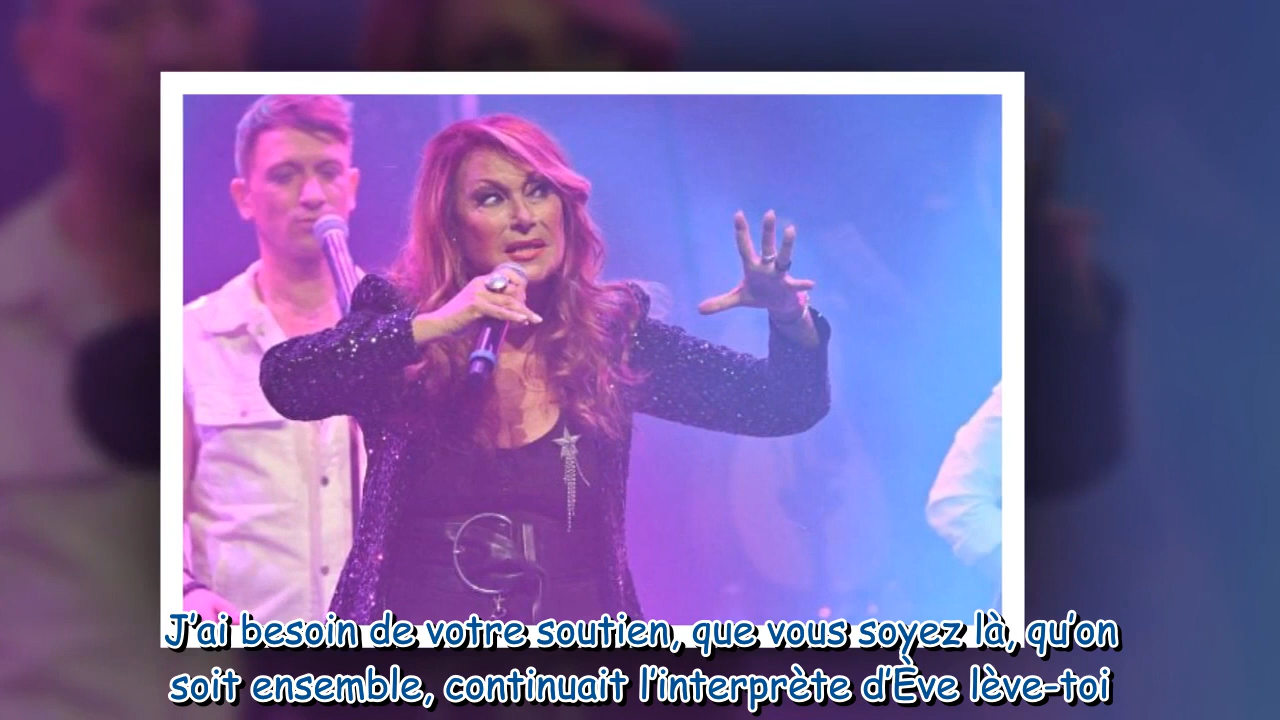 J'ai besoin de votre soutien, que vous soyez là, qu'on
soit ensemble, continuait l'interprète d'Ève lève-toi